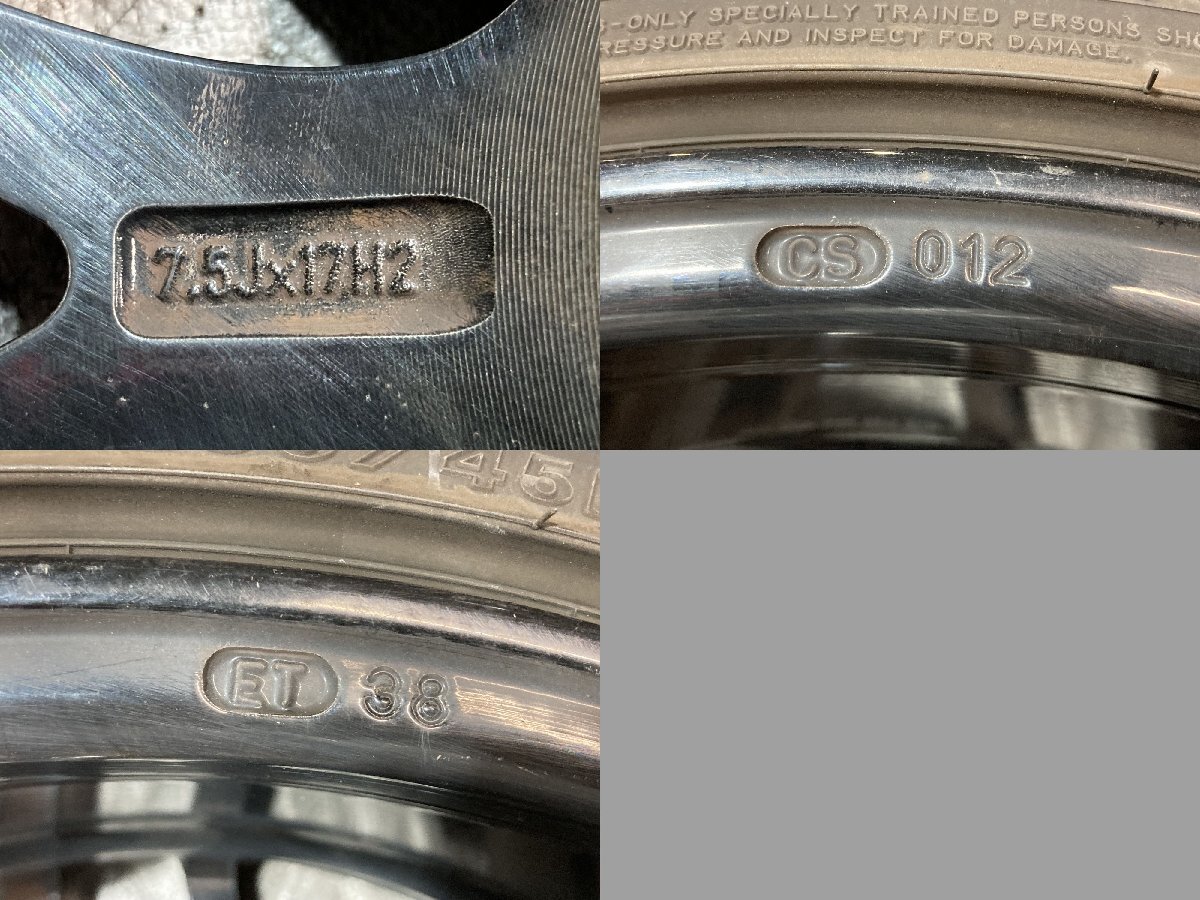 7.5Jx17H2
-ONLY SPECIALLY TRAINED PERSONS SHO
RESSURE AND INSPECT FOR DAMAGE.
CS 012
45
ET 38